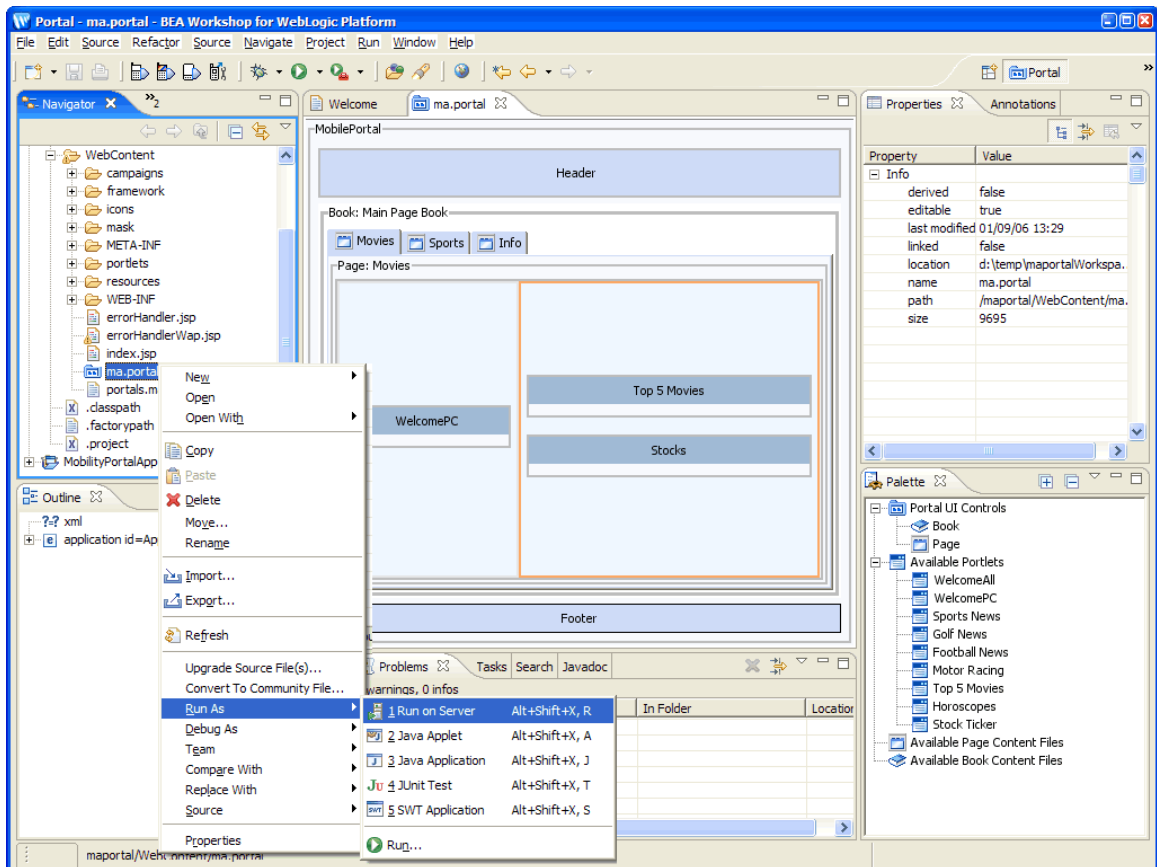 Portal - ma.portal - BEA Workshop for WebLogic Platform
File Edit Source Refactor Source Navigate Project Run Window Help
Portal
Navigator
2
WebContent
campaigns
framework
icons
mask
META-INF
portlets
resources
WEB-INF
errorHandler.jsp
errorHandlerWap.jsp
index.jsp
ma.portal
portals.m
.classpath
.factorypath
.project
MobilityPortalApp
Outline
?=? xml
application id=Ap
New
Open
Open With
Copy
Paste
Delete
Move...
Rename
Import...
Export...
Refresh
Upgrade Source File(s)...
Convert To Community File...
Run As
Debug As
Team
Compare With
Replace With
Source
Properties
1 Run on Server Alt+Shift+X, R
2 Java Applet Alt+Shift+X, A
3 Java Application Alt+Shift+X, J
Ju 4 JUnit Test Alt+Shift+X, T
SWT 5 SWT Application Alt+Shift+X, S
Run...
Welcome
ma.portal
MobilePortal
Header
Book: Main Page Book
Movies Sports Info
Page: Movies
WelcomePC
Top 5 Movies
Stocks
Footer
Problems Tasks Search Javadoc
warnings, 0 infos
In Folder Location
Properties Annotations
Property Value
Info
derived false
editable true
last modified 01/09/06 13:29
linked false
location d:\temp\maportalWorkspa..
name ma.portal
path /maportal/WebContent/ma.
size 9695
Palette
Portal UI Controls
Book
Page
Available Portlets
WelcomeAll
WelcomePC
Sports News
Golf News
Football News
Motor Racing
Top 5 Movies
Horoscopes
Stock Ticker
Available Page Content Files
Available Book Content Files
maportal/WebContent/ma.portal